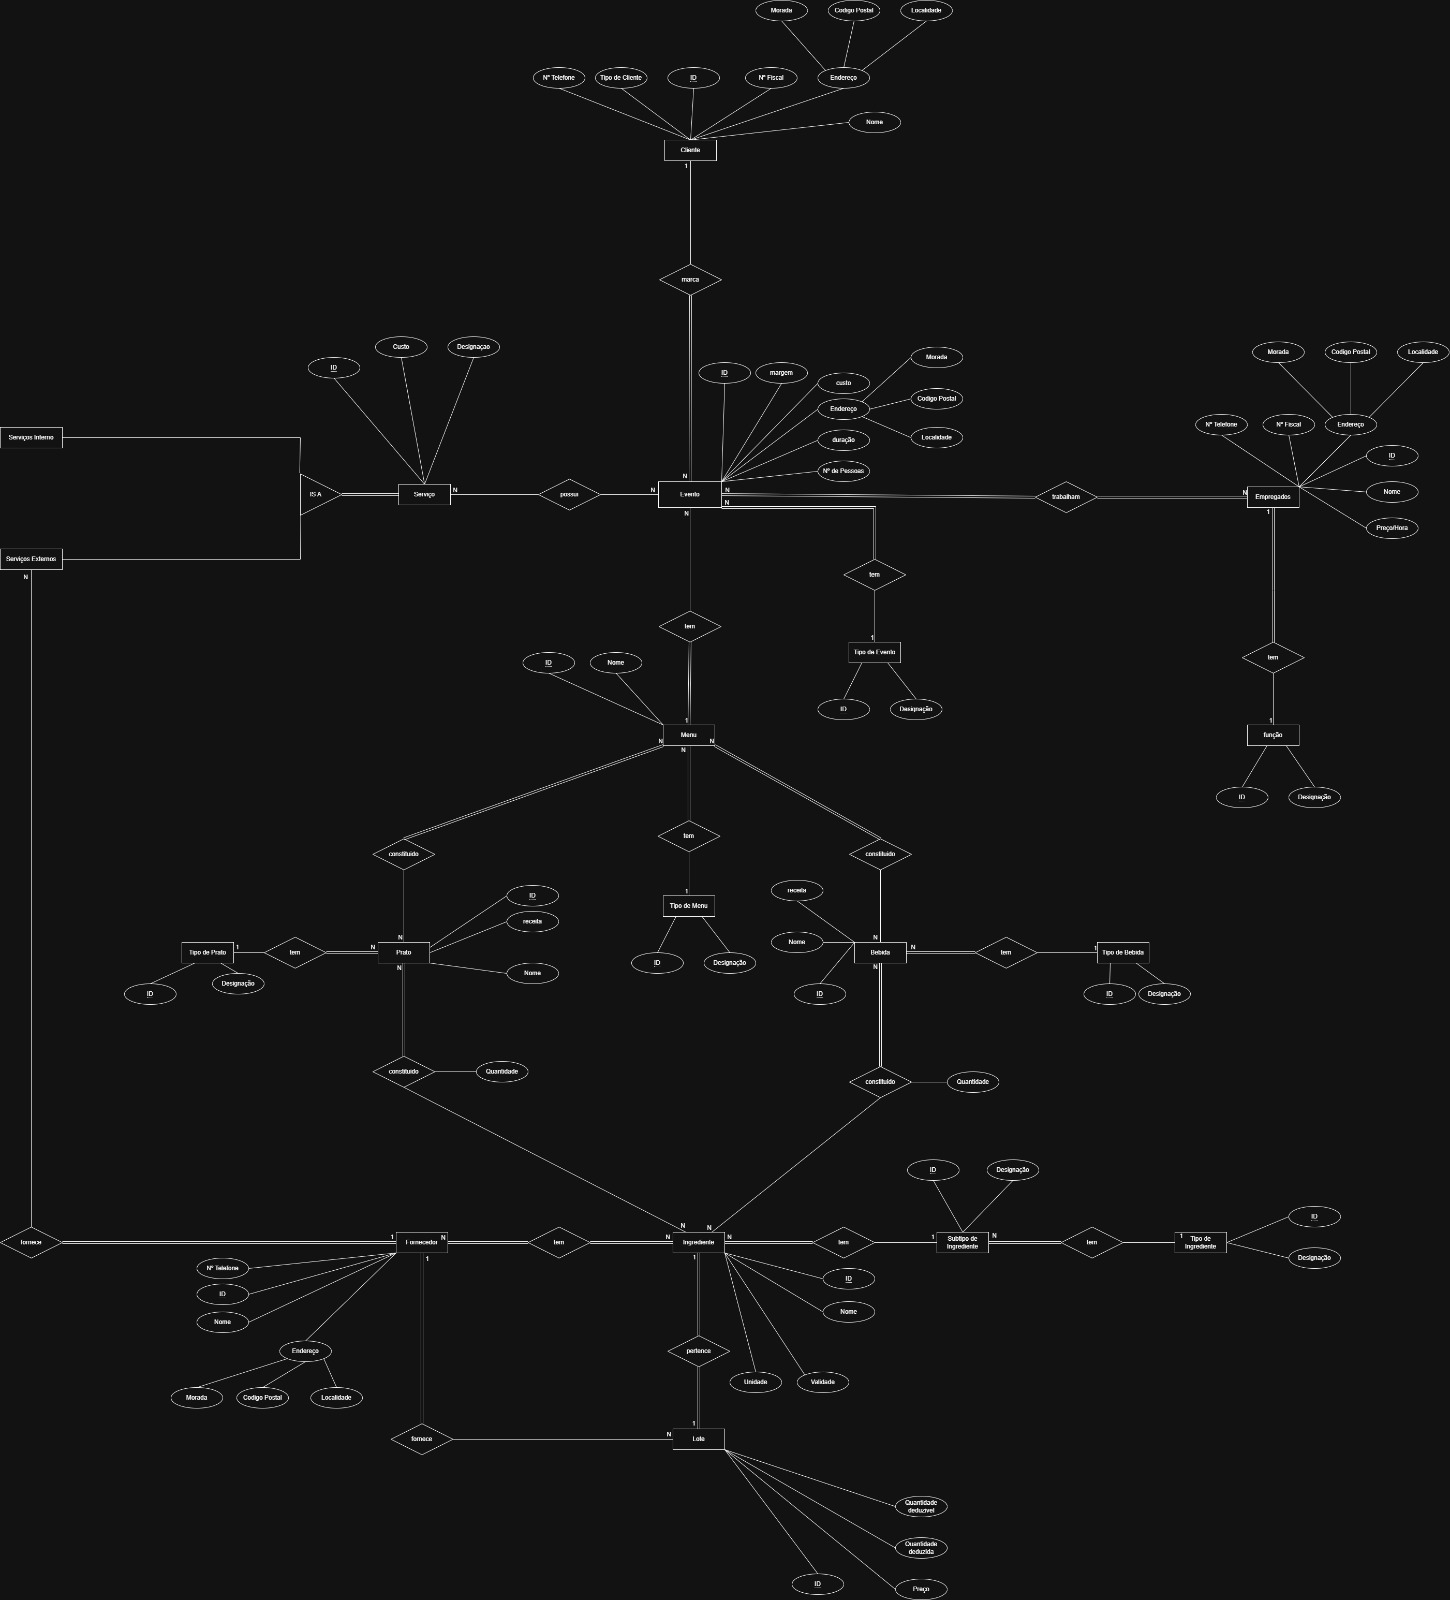 Morada
Codigo Postal
Localidade
Nº Telefone
Tipo de Cliente
ID
Nº Fiscal
Endereço
Nome
Cliente
1
marca
ID
Custo
Designaçao
ID
margem
custo
Endereço
duração
Nº de Pessoas
Morada
Codigo Postal
Localidade
Morada
Codigo Postal
Localidade
Nº Telefone
Nº Fiscal
Endereço
ID
Nome
Preço/Hora
Serviços Interno
IS A
Serviço
N
possui
N
N
Evento
N
N
N
trabalham
N
Empregados
1
Serviços Externos
N
tem
1
Tipo de Evento
ID
Designação
tem
tem
1
função
ID
Designação
ID
Nome
1
Menu
N
N
N
constituido
tem
constituido
1
Tipo de Menu
ID
Designação
ID
receita
Nome
N
Prato
N
N
tem
1
Tipo de Prato
ID
Designação
receita
Nome
ID
N
Bebida
N
N
tem
1
Tipo de Bebida
ID
Designação
constituido
Quantidade
constituido
Quantidade
ID
Designação
fornece
1
Fornecedor
N
1
tem
N
N
N
Ingrediente
N
1
tem
1
Subtipo de
Ingrediente
N
tem
1
Tipo de
Ingrediente
ID
Designação
Nº Telefone
ID
Nome
Endereço
Morada
Codigo Postal
Localidade
ID
Nome
Unidade
Validade
pertence
1
fornece
N
Lote
Quantidade
deduzivel
Quantidade
deduzida
ID
Preço